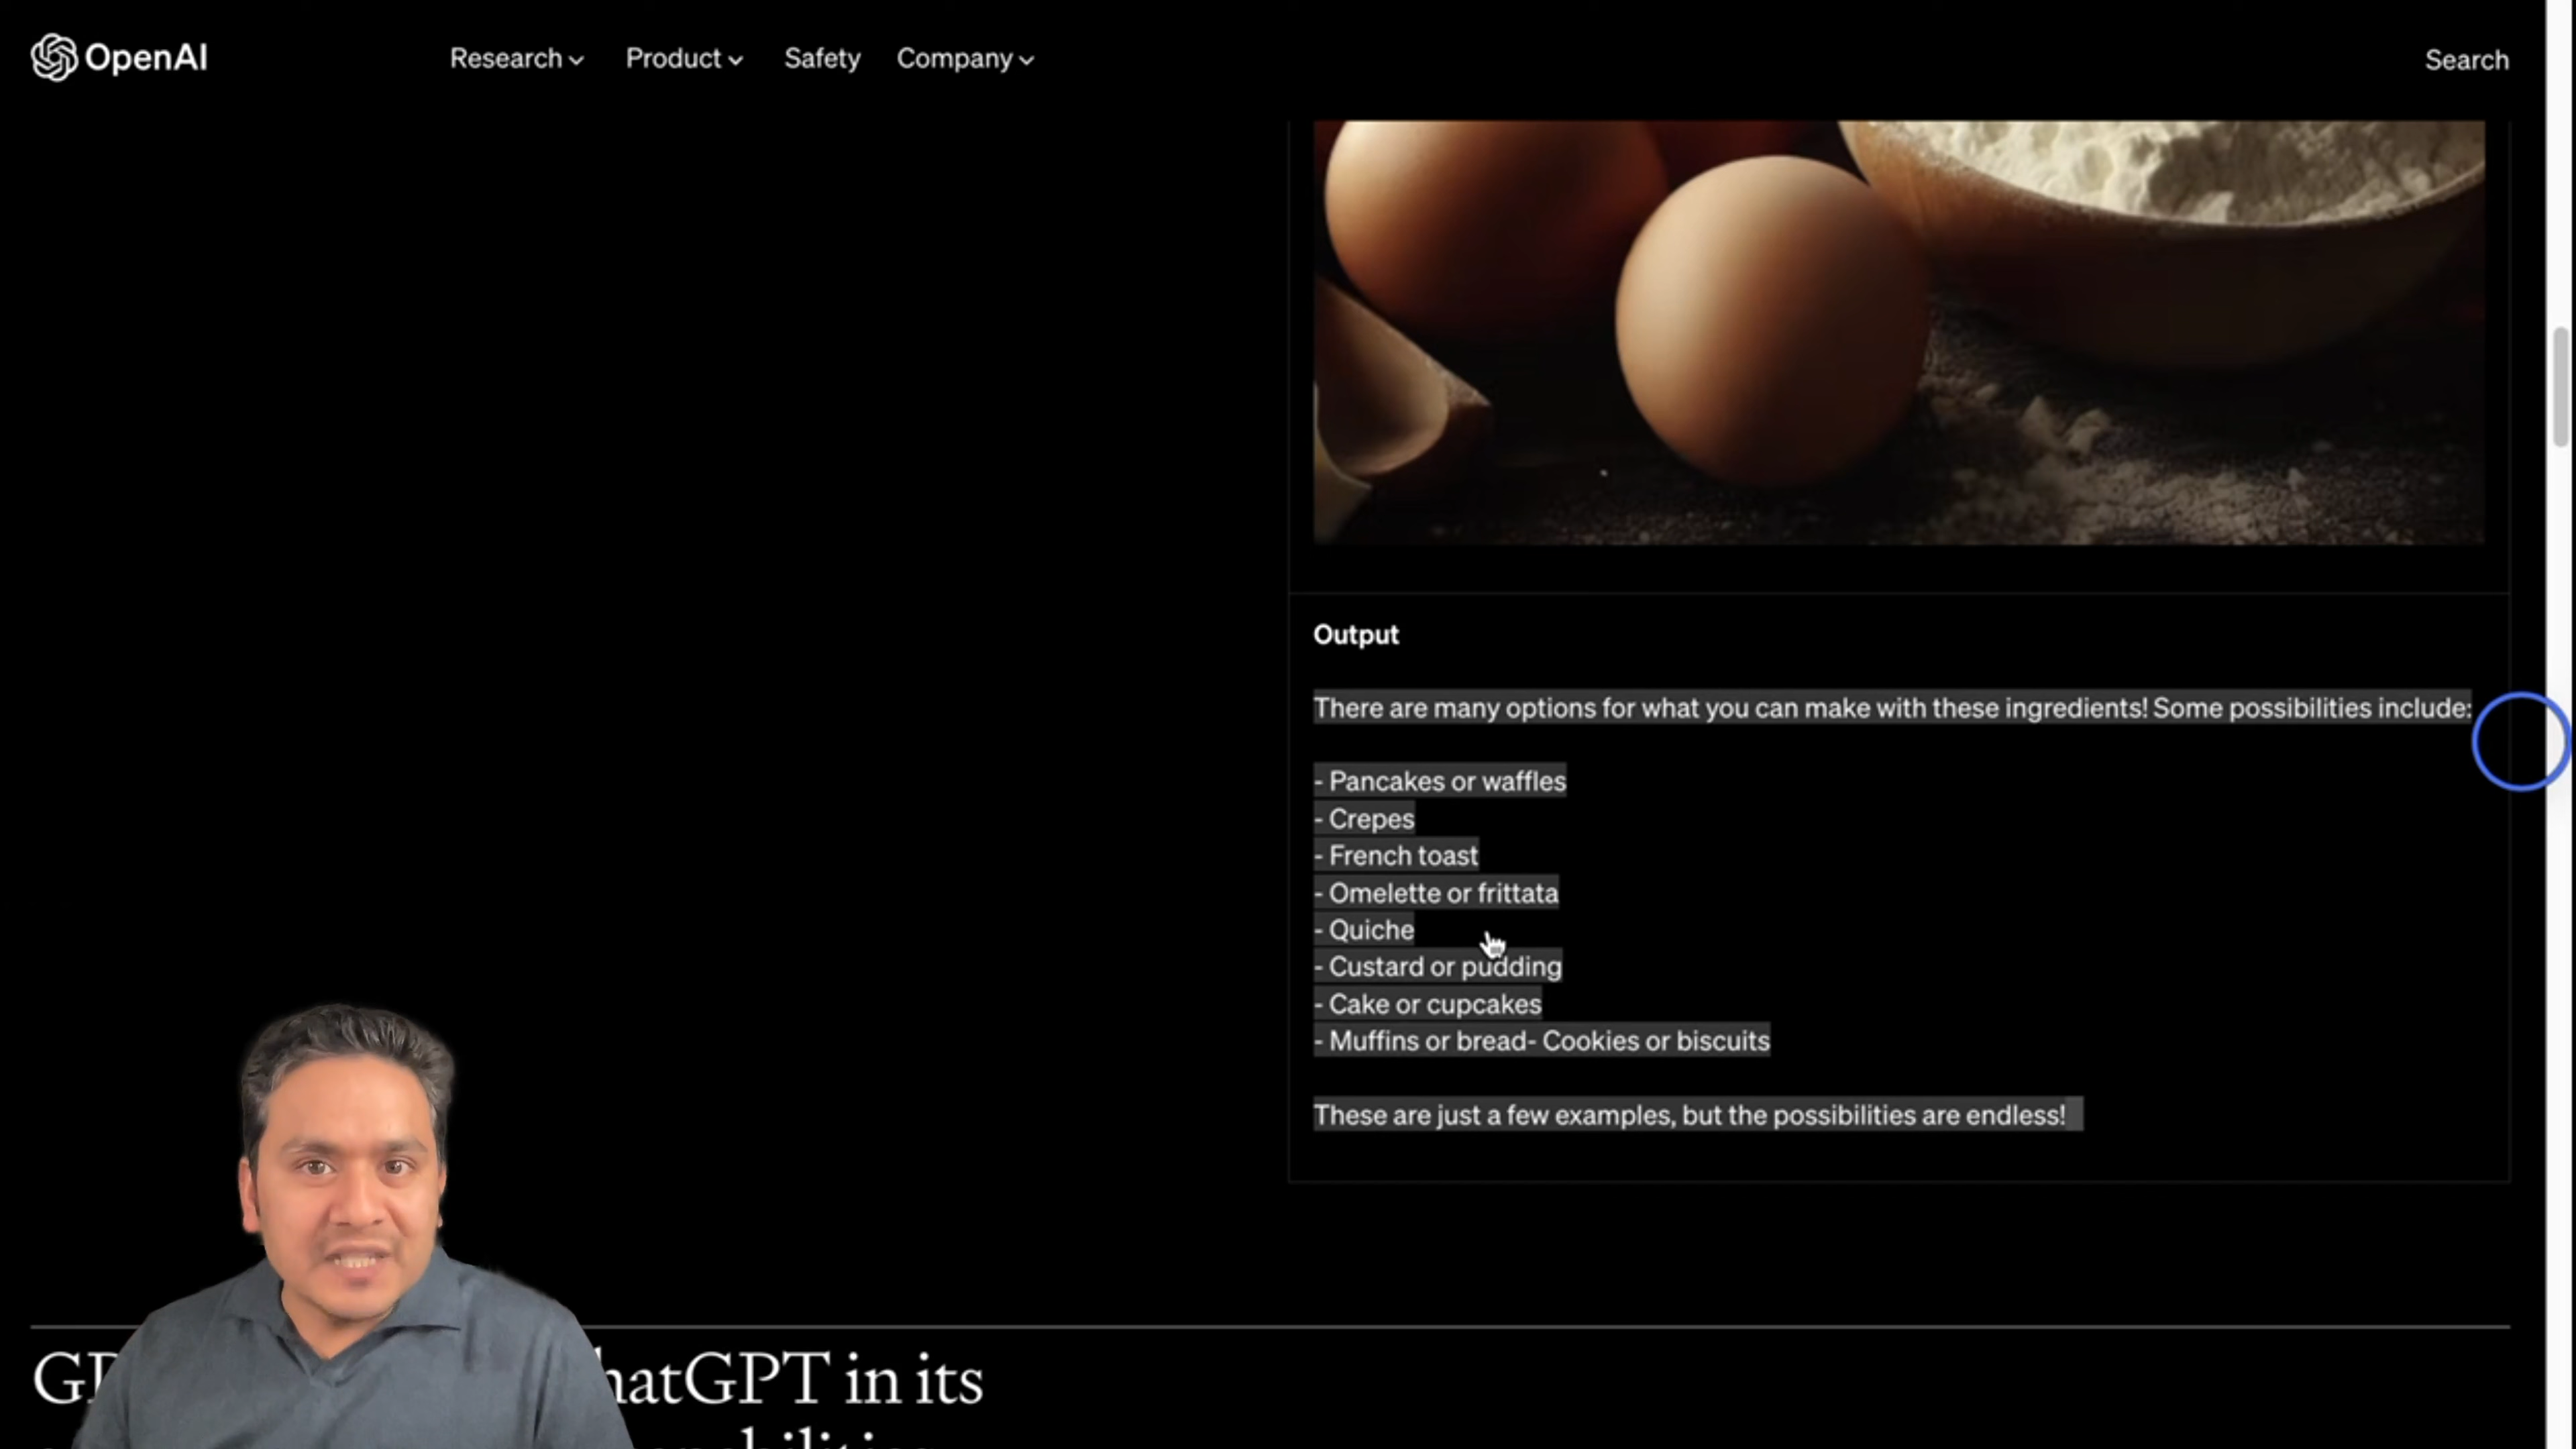 OpenAI
Research
Product
Safety
Company
Search
Output
There are many options for what you can make with these ingredients! Some possibilities include:
- Pancakes or waffles
- Crepes
- French toast
- Omelette or frittata
- Quiche
- Custard or pudding
- Cake or cupcakes
- Muffins or bread- Cookies or biscuits
These are just a few examples, but the possibilities are endless!
hatGPT in its